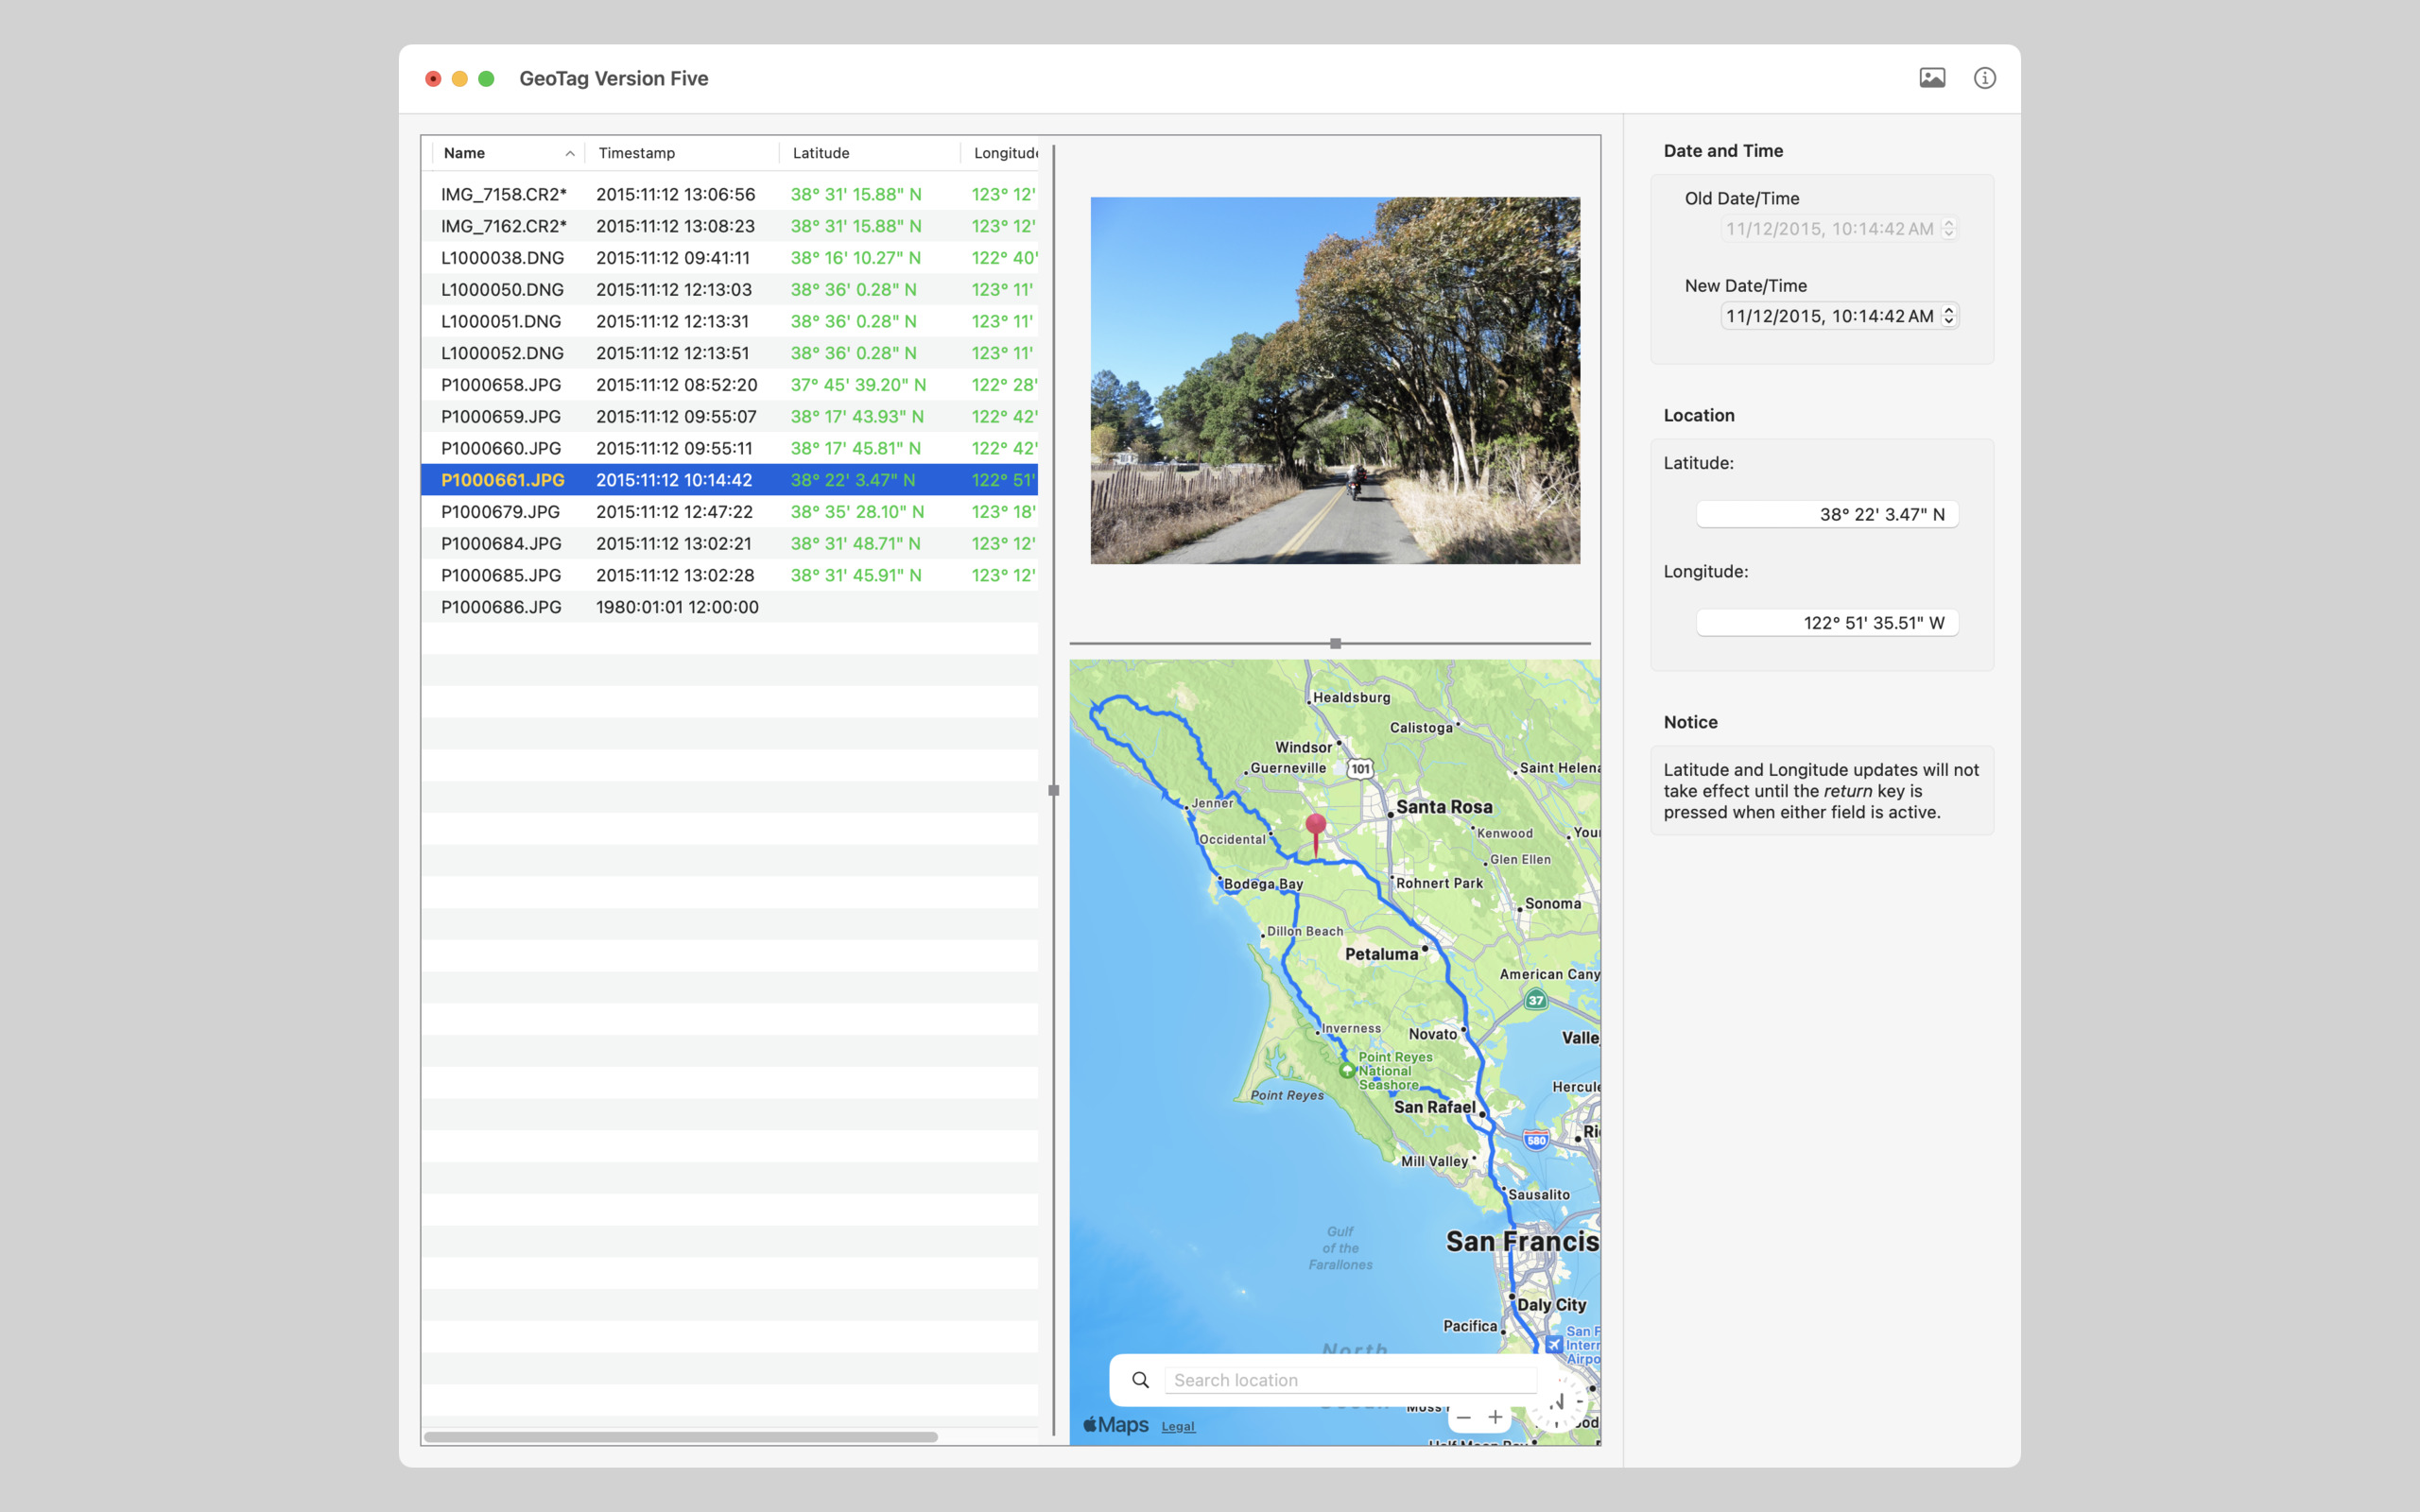 GeoTag Version Five
Name Timestamp Latitude Longitude
IMG_7158.CR2* 2015:11:12 13:06:56 38° 31' 15.88" N 123° 12'
IMG_7162.CR2* 2015:11:12 13:08:23 38° 31' 15.88" N 123° 12'
L1000038.DNG 2015:11:12 09:41:11 38° 16' 10.27" N 122° 40'
L1000050.DNG 2015:11:12 12:13:03 38° 36' 0.28" N 123° 11'
L1000051.DNG 2015:11:12 12:13:31 38° 36' 0.28" N 123° 11'
L1000052.DNG 2015:11:12 12:13:51 38° 36' 0.28" N 123° 11'
P1000658.JPG 2015:11:12 08:52:20 37° 45' 39.20" N 122° 28'
P1000659.JPG 2015:11:12 09:55:07 38° 17' 43.93" N 122° 42'
P1000660.JPG 2015:11:12 09:55:11 38° 17' 45.81" N 122° 42'
P1000661.JPG 2015:11:12 10:14:42 38° 22' 3.47" N 122° 51'
P1000679.JPG 2015:11:12 12:47:22 38° 35' 28.10" N 123° 18'
P1000684.JPG 2015:11:12 13:02:21 38° 31' 48.71" N 123° 12'
P1000685.JPG 2015:11:12 13:02:28 38° 31' 45.91" N 123° 12'
P1000686.JPG 1980:01:01 12:00:00
Healdsburg
Calistoga
Windsor
Guerneville
101
Saint Helena
Jenner
Santa Rosa
Occidental
Kenwood
You
Glen Ellen
Bodega Bay
Rohnert Park
Sonoma
Dillon Beach
Petaluma
American Cany
37
Inverness
Novato
Valle
Point Reyes
National
Seashore
Hercule
Point Reyes
San Rafael
580
Ri
Mill Valley
Sausalito
Gulf
of the
Farallones
San Francis
Daly City
Pacifica
San F
Intern
Airpo
North
Search location
Moss
Maps Legal
− +
N
od
Half Moon Bay
Date and Time
Old Date/Time
11/12/2015, 10:14:42 AM
New Date/Time
11/12/2015, 10:14:42 AM
Location
Latitude:
38° 22' 3.47" N
Longitude:
122° 51' 35.51" W
Notice
Latitude and Longitude updates will not
take effect until the return key is
pressed when either field is active.